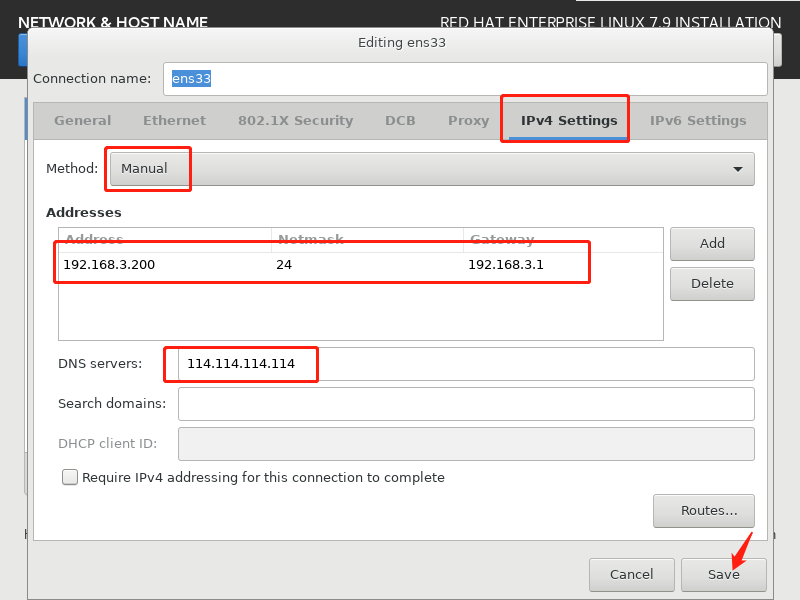 NETWORK & HOST NAME
RED HAT ENTERPRISE LINUX 7.9 INSTALLATION
Editing ens33
Connection name: ens33
General Ethernet 802.1X Security DCB Proxy IPv4 Settings IPv6 Settings
Method: Manual
Addresses
Address Netmask Gateway
192.168.3.200 24 192.168.3.1
Add
Delete
DNS servers: 114.114.114.114
Search domains:
DHCP client ID:
Require IPv4 addressing for this connection to complete
Routes...
Cancel Save